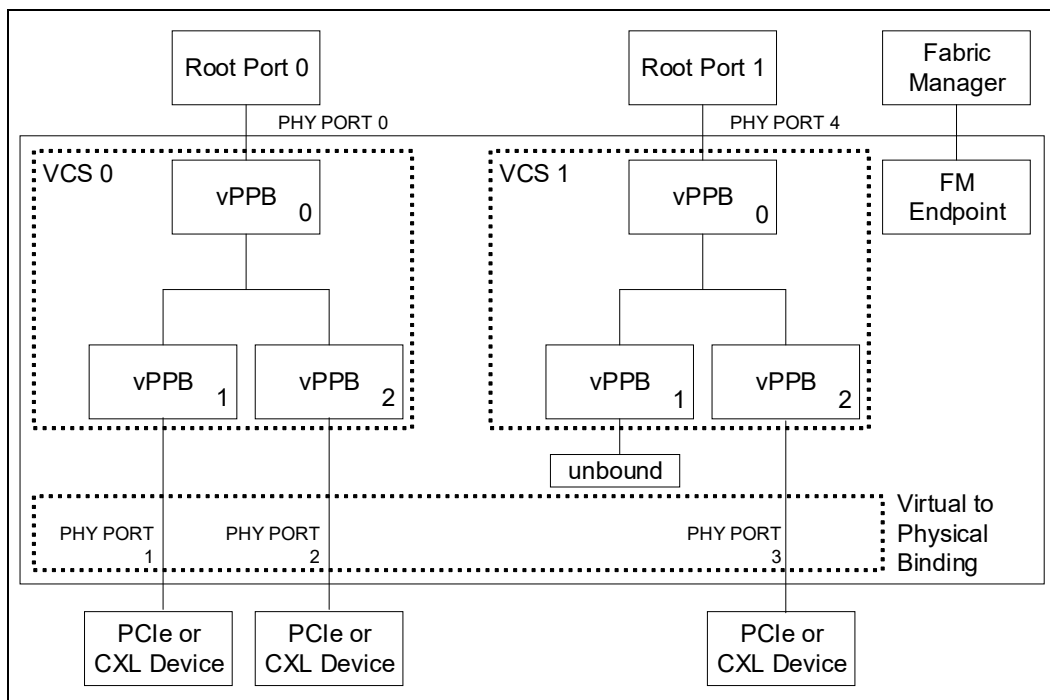 Root Port 0
Root Port 1
Fabric
Manager
PHY PORT 0
PHY PORT 4
VCS 0
vPPB
0
VCS 1
vPPB
0
FM
Endpoint
vPPB
1
vPPB
2
vPPB
1
vPPB
2
unbound
PHY PORT
1
PHY PORT
2
PHY PORT
3
Virtual to
Physical
Binding
PCIe or
CXL Device
PCIe or
CXL Device
PCIe or
CXL Device